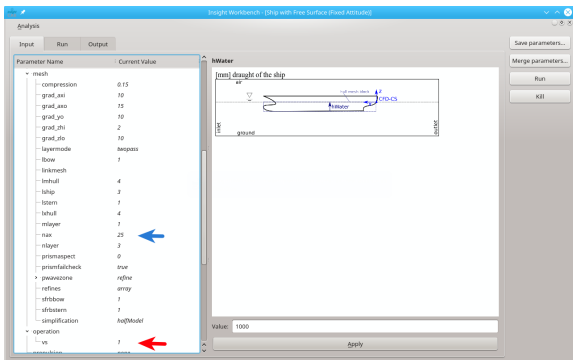 Insight Workbench - [Ship with Free Surface (Fixed Attitude)]
Analysis
Input Run Output
Save parameters...
Merge parameters...
Run
Kill
Parameter Name Current Value
mesh
compression 0.15
grad_axi 10
grad_axo 15
grad_yo 10
grad_zhi 2
grad_zlo 10
layermode twopass
lbow 1
linkmesh
lmhull 4
lship 3
lstern 1
lxhull 4
mlayer 1
nax 25
nlayer 3
prismaspect 0
prismfailcheck true
pwavezone refine
refines array
sfrbbow 1
sfrbstern 1
simplification halfModel
operation
vs 1
hWater
[mm] draught of the ship
air
z
CFD-CS
hWater
inlet
ground
outlet
Value: 1000
Apply